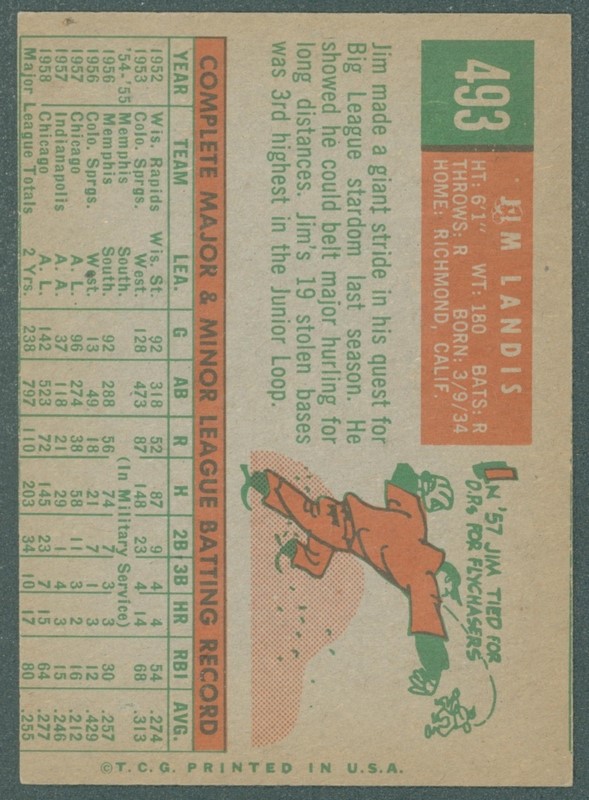 493
JIM LANDIS
HT: 6'1" WT: 180 BATS: R
THROWS: R BORN: 3/9/34
HOME: RICHMOND, CALIF.
Jim made a giant stride in his quest for
Big League stardom last season. He
showed he could belt major hurling for
long distances. Jim's 19 stolen bases
was 3rd highest in the Junior Loop.
IN '57 JIM TIED FOR
D.P.s FOR FLYCHASERS
COMPLETE MAJOR & MINOR LEAGUE BATTING RECORD
YEAR TEAM LEA. G AB R H 2B 3B HR RBI AVG.
1952 Wis. Rapids Wis. St. 92 318 52 87 9 4 4 54 .274
1953 Colo. Sprgs. West. 128 473 87 148 23 4 14 68 .313
'54-'55 (In Military Service)
1956 Memphis South. 92 288 56 74 7 3 3 30 .257
1956 Colo. Sprgs. West. 13 49 18 21 1 3 3 12 .429
1957 Chicago A. L. 96 274 38 58 11 3 2 16 .212
1957 Indianapolis A. A. 37 118 21 29 1 4 3 15 .246
1958 Chicago A. L. 142 523 72 145 23 7 15 64 .277
Major League Totals 2 Yrs. 238 797 110 203 34 10 17 80 .255
©T.C.G. PRINTED IN U.S.A.